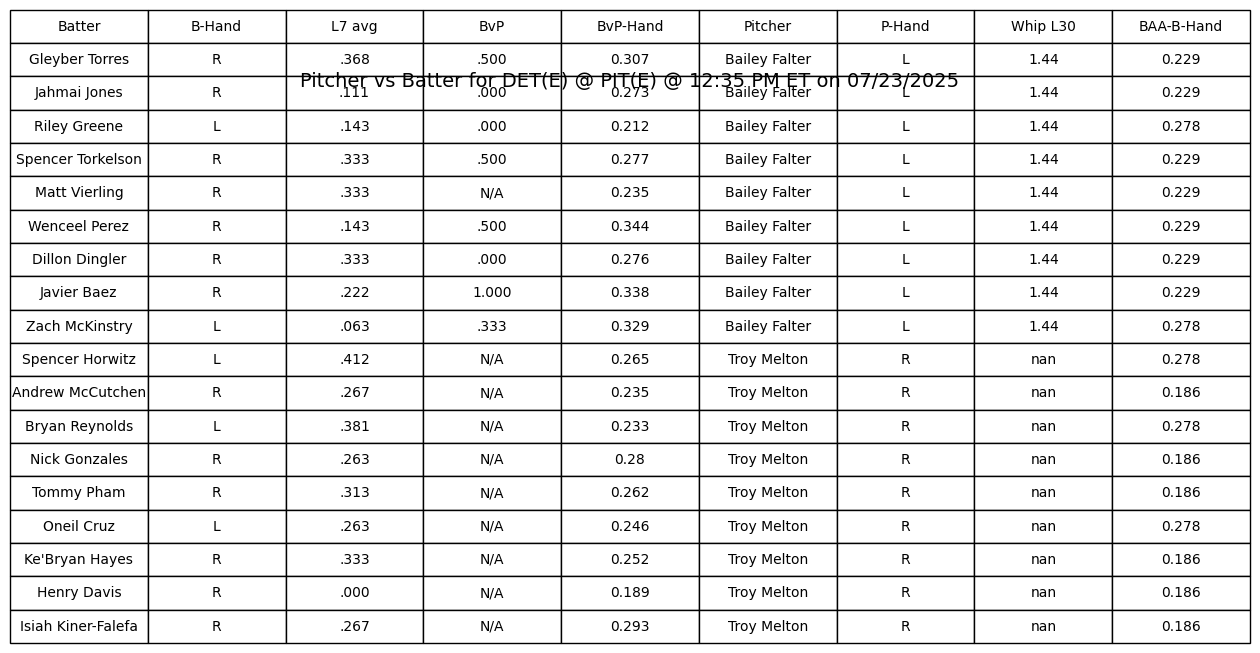 Batter B-Hand L7 avg BvP BvP-Hand Pitcher P-Hand Whip L30 BAA-B-Hand
Gleyber Torres R .368 .500 0.307 Bailey Falter L 1.44 0.229
Pitcher vs Batter for DET(E) @ PIT(E) @ 12:35 PM ET on 07/23/2025
Jahmai Jones R .111 .000 0.273 Bailey Falter L 1.44 0.229
Riley Greene L .143 .000 0.212 Bailey Falter L 1.44 0.278
Spencer Torkelson R .333 .500 0.277 Bailey Falter L 1.44 0.229
Matt Vierling R .333 N/A 0.235 Bailey Falter L 1.44 0.229
Wenceel Perez R .143 .500 0.344 Bailey Falter L 1.44 0.229
Dillon Dingler R .333 .000 0.276 Bailey Falter L 1.44 0.229
Javier Baez R .222 1.000 0.338 Bailey Falter L 1.44 0.229
Zach McKinstry L .063 .333 0.329 Bailey Falter L 1.44 0.278
Spencer Horwitz L .412 N/A 0.265 Troy Melton R nan 0.278
Andrew McCutchen R .267 N/A 0.235 Troy Melton R nan 0.186
Bryan Reynolds L .381 N/A 0.233 Troy Melton R nan 0.278
Nick Gonzales R .263 N/A 0.28 Troy Melton R nan 0.186
Tommy Pham R .313 N/A 0.262 Troy Melton R nan 0.186
Oneil Cruz L .263 N/A 0.246 Troy Melton R nan 0.278
Ke'Bryan Hayes R .333 N/A 0.252 Troy Melton R nan 0.186
Henry Davis R .000 N/A 0.189 Troy Melton R nan 0.186
Isiah Kiner-Falefa R .267 N/A 0.293 Troy Melton R nan 0.186